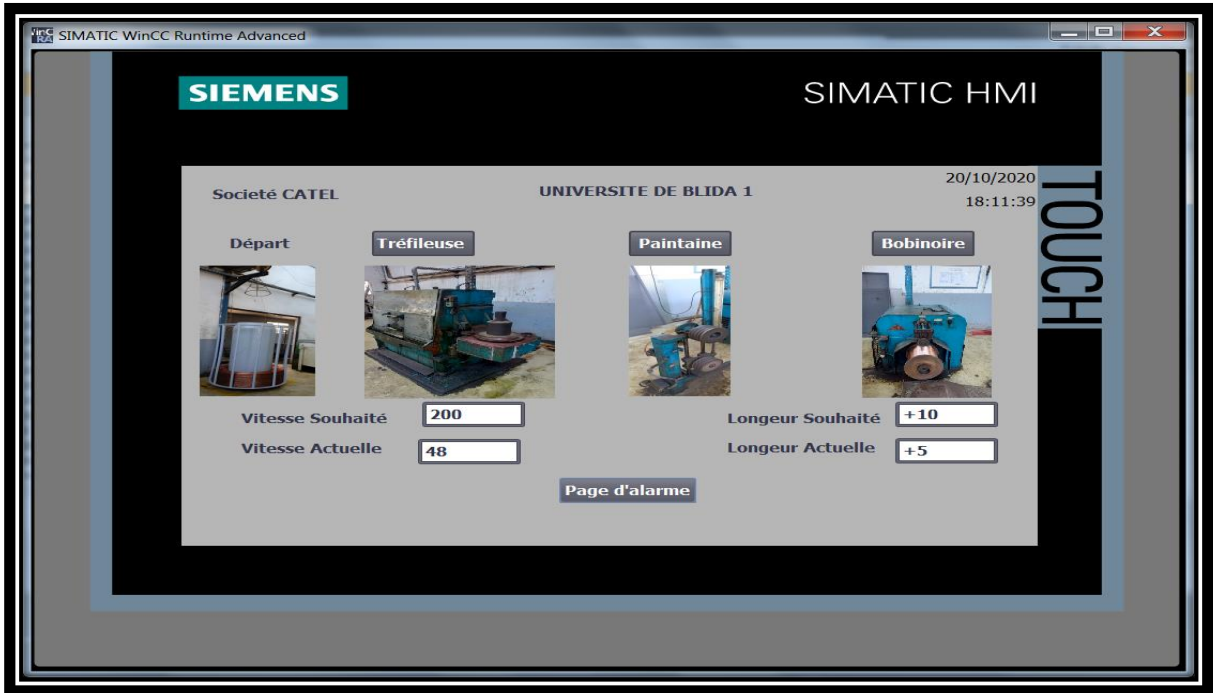 SIMATIC WinCC Runtime Advanced
SIEMENS
SIMATIC HMI
TOUCH
Societé CATEL
UNIVERSITE DE BLIDA 1
20/10/2020
18:11:39
Départ
Tréfileuse
Paintaine
Bobinoire
Vitesse Souhaité
200
Longeur Souhaité
+10
Vitesse Actuelle
48
Longeur Actuelle
+5
Page d'alarme